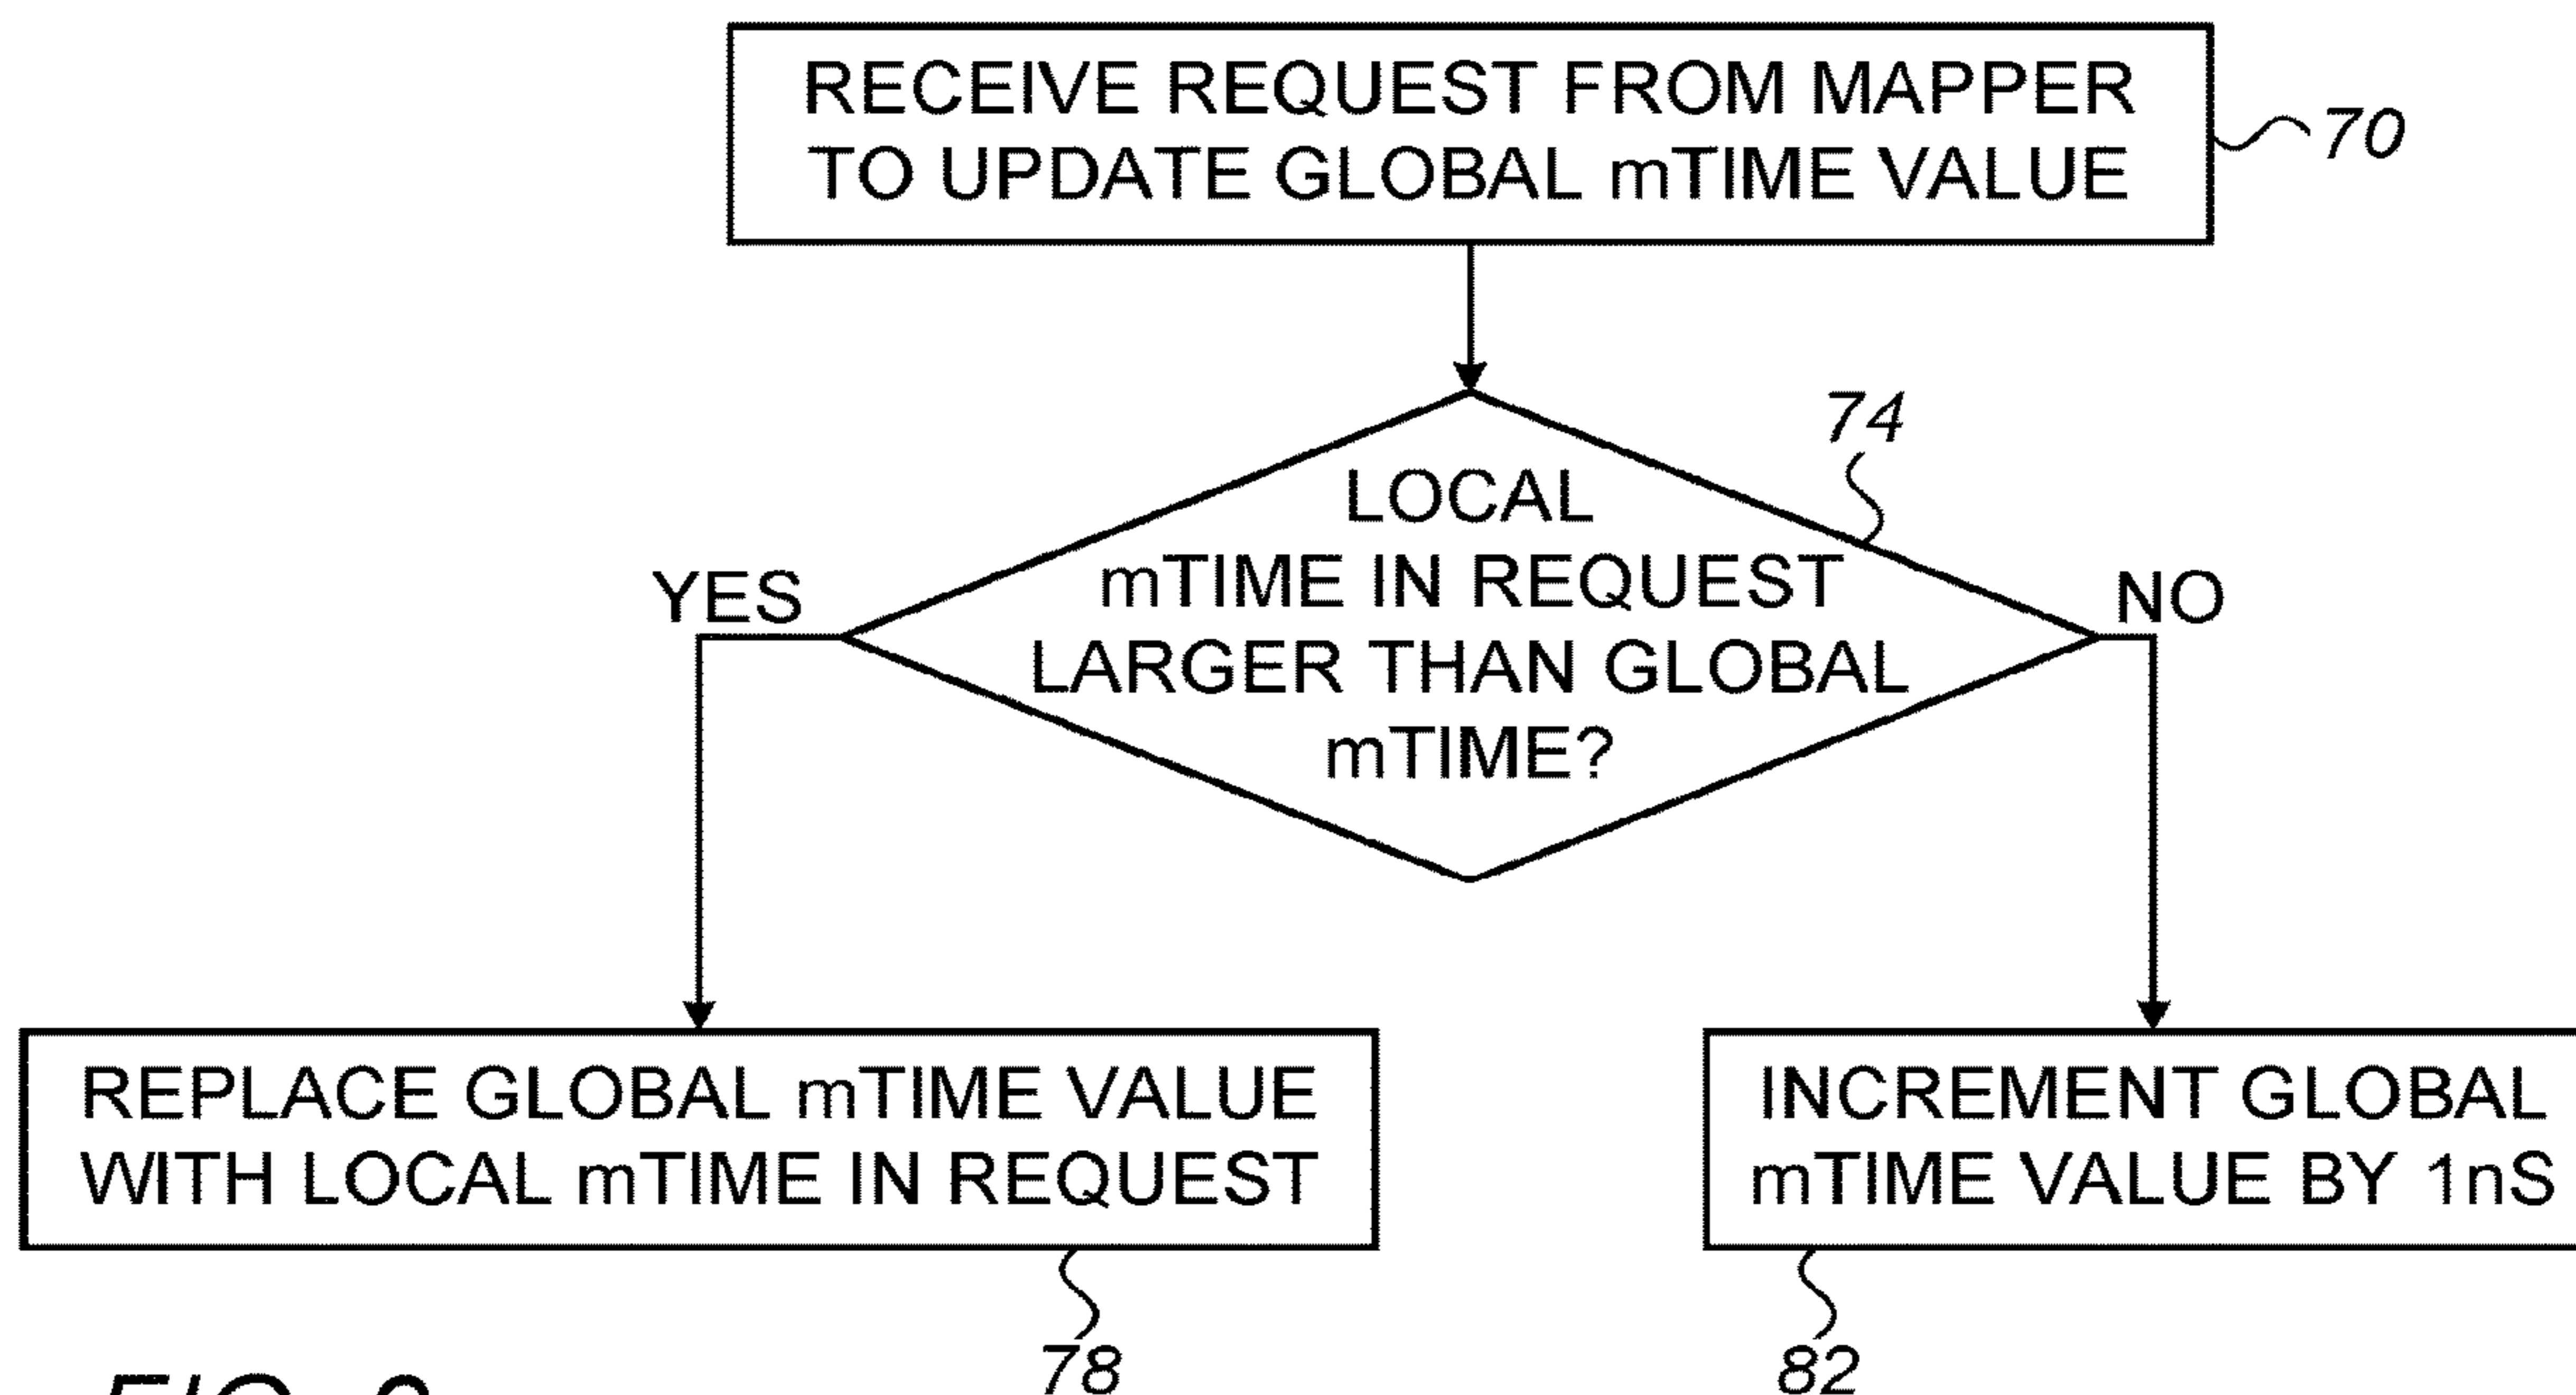 RECEIVE REQUEST FROM MAPPER
TO UPDATE GLOBAL mTIME VALUE
70
74
LOCAL
mTIME IN REQUEST
LARGER THAN GLOBAL
mTIME?
YES
NO
REPLACE GLOBAL mTIME VALUE
WITH LOCAL mTIME IN REQUEST
INCREMENT GLOBAL
mTIME VALUE BY 1nS
78
82
FIG.